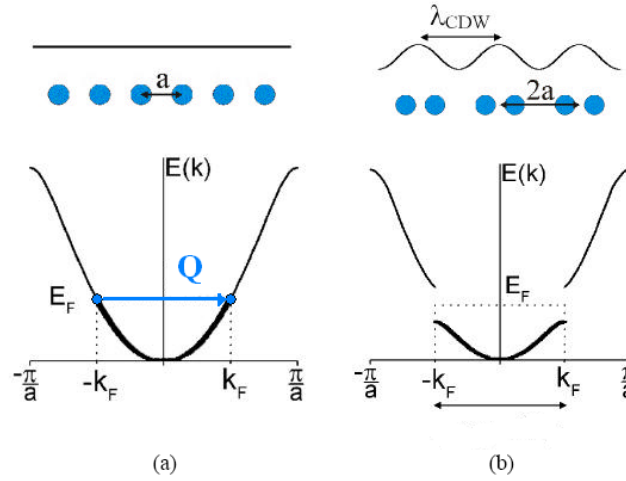 λCDW
a
2a
E(k)
E(k)
Q
EF
EF
-π/a
-kF
kF
π/a
-π/a
-kF
kF
π/a
(a)
(b)